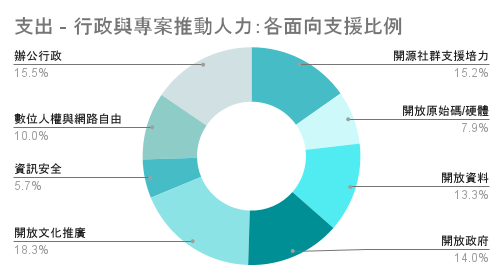 支出 - 行政與專案推動人力：各面向支援比例
辦公行政
15.5%
開源社群支援培力
15.2%
數位人權與網路自由
10.0%
開放原始碼/硬體
7.9%
資訊安全
5.7%
開放資料
13.3%
開放文化推廣
18.3%
開放政府
14.0%